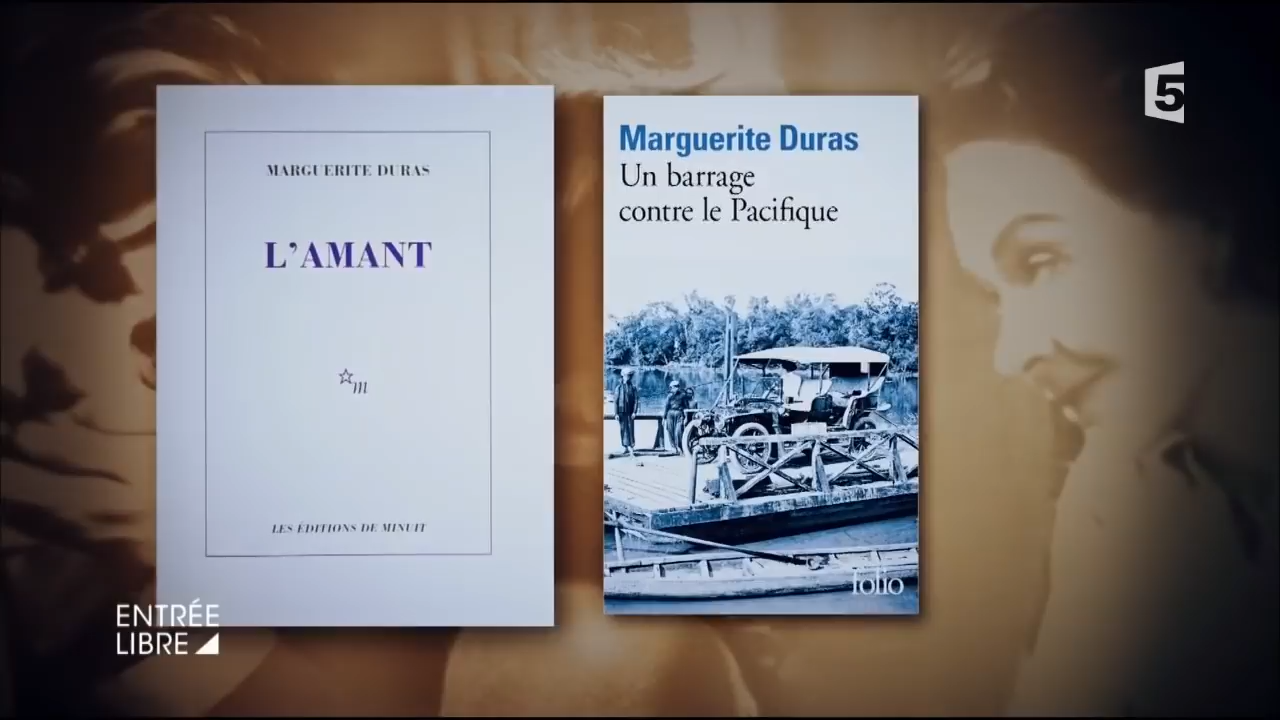 MARGUERITE DURAS
L’AMANT
m
LES ÉDITIONS DE MINUIT
Marguerite Duras
Un barrage
contre le Pacifique
folio
5
ENTRÉE
LIBRE